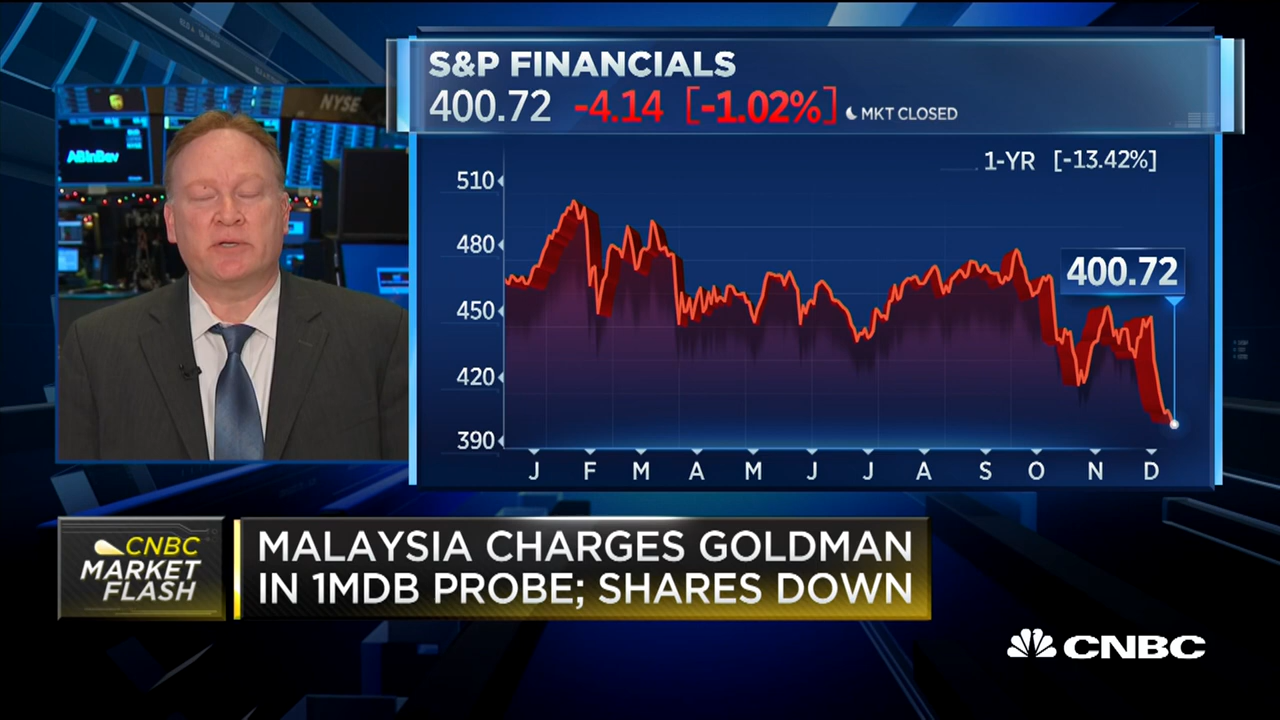 NYSE
ABInBev
S&P FINANCIALS
400.72 -4.14 [-1.02%] MKT CLOSED
1-YR [-13.42%]
510
480
450
420
390
400.72
J F M A M J J A S O N D
CNBC
MARKET
FLASH
MALAYSIA CHARGES GOLDMAN
IN 1MDB PROBE; SHARES DOWN
CNBC